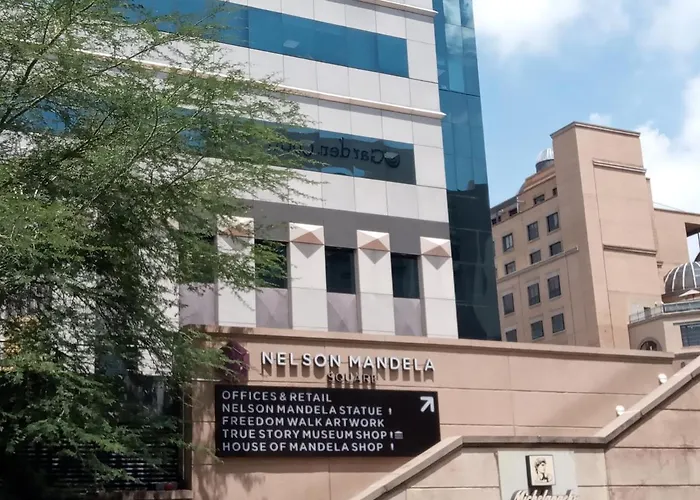 NELSON MANDELA
SQUARE
OFFICES & RETAIL
NELSON MANDELA STATUE
FREEDOM WALK ARTWORK
TRUE STORY MUSEUM SHOP
HOUSE OF MANDELA SHOP
Michelangelo